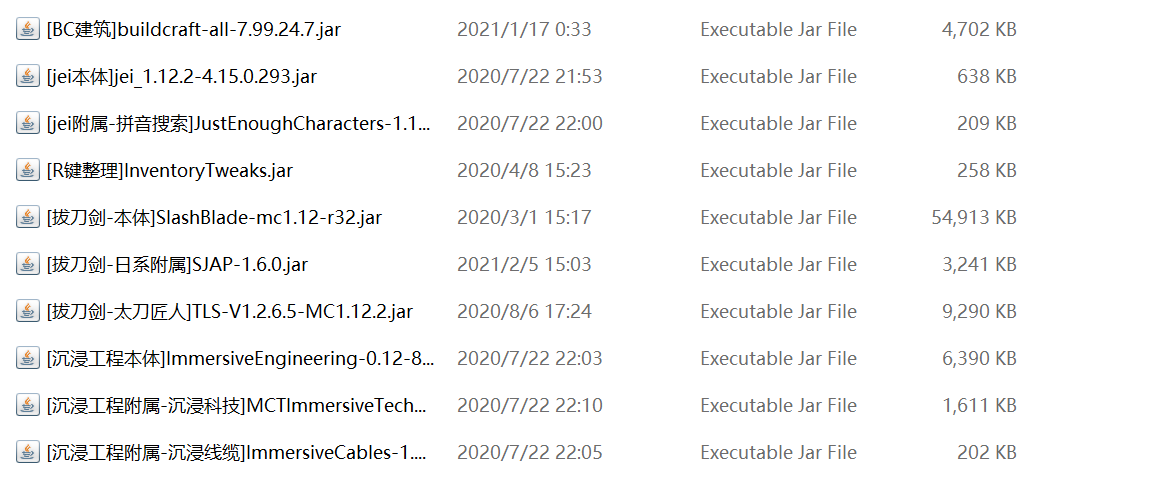 [BC建筑]buildcraft-all-7.99.24.7.jar 2021/1/17 0:33 Executable Jar File 4,702 KB
[jei本体]jei_1.12.2-4.15.0.293.jar 2020/7/22 21:53 Executable Jar File 638 KB
[jei附属-拼音搜索]JustEnoughCharacters-1.1... 2020/7/22 22:00 Executable Jar File 209 KB
[R键整理]InventoryTweaks.jar 2020/4/8 15:23 Executable Jar File 258 KB
[拔刀剑-本体]SlashBlade-mc1.12-r32.jar 2020/3/1 15:17 Executable Jar File 54,913 KB
[拔刀剑-日系附属]SJAP-1.6.0.jar 2021/2/5 15:03 Executable Jar File 3,241 KB
[拔刀剑-太刀匠人]TLS-V1.2.6.5-MC1.12.2.jar 2020/8/6 17:24 Executable Jar File 9,290 KB
[沉浸工程本体]ImmersiveEngineering-0.12-8... 2020/7/22 22:03 Executable Jar File 6,390 KB
[沉浸工程附属-沉浸科技]MCTImmersiveTech... 2020/7/22 22:10 Executable Jar File 1,611 KB
[沉浸工程附属-沉浸线缆]ImmersiveCables-1.... 2020/7/22 22:05 Executable Jar File 202 KB